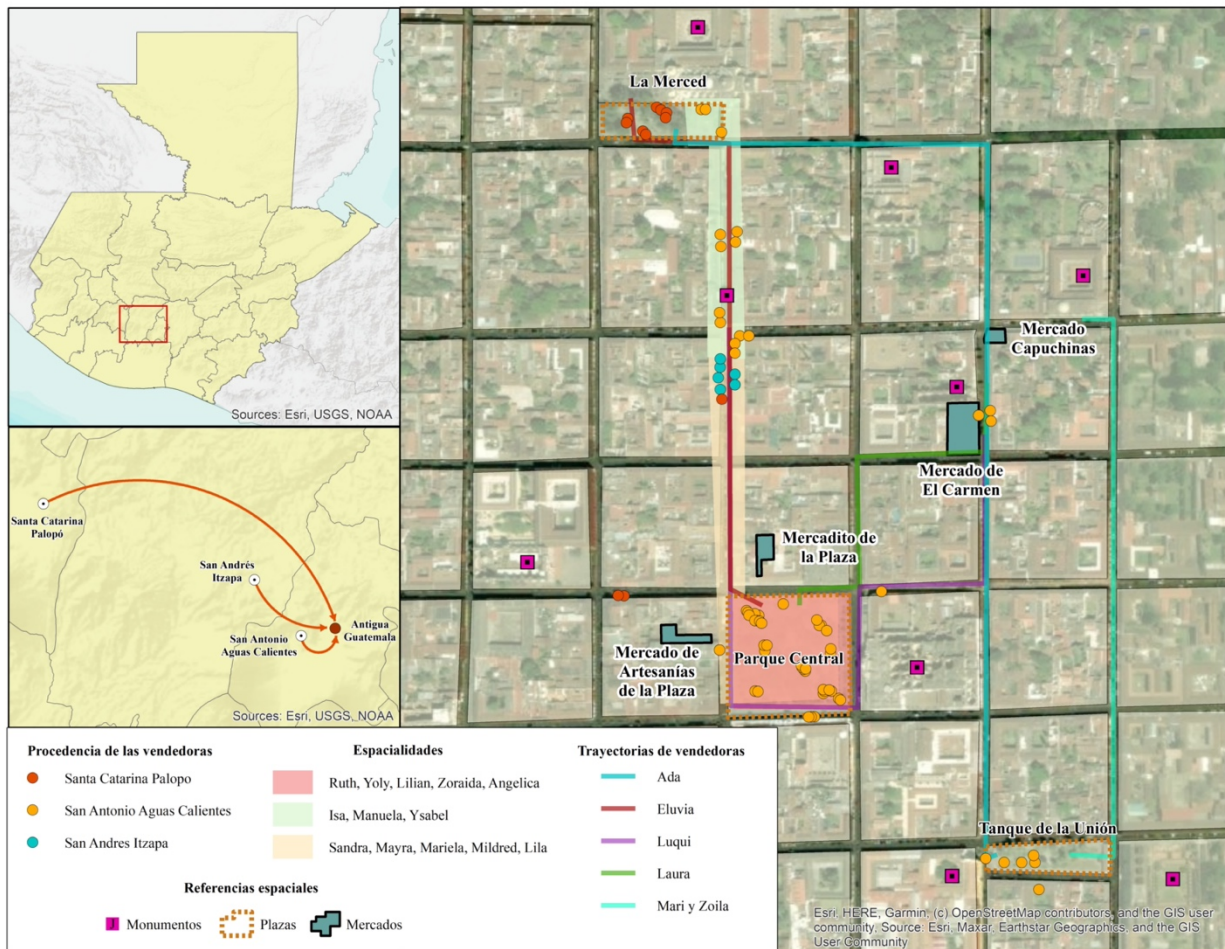 Sources: Esri, USGS, NOAA
Santa Catarina
Palopó
San Andrés
Itzapa
San Antonio
Aguas Calientes
Antigua
Guatemala
Sources: Esri, USGS, NOAA
La Merced
Mercado
Capuchinas
Mercado de
El Carmen
Mercadito de
la Plaza
Mercado de
Artesanías
de la Plaza
Parque Central
Tanque de la Unión
Procedencia de las vendedoras
Santa Catarina Palopo
San Antonio Aguas Calientes
San Andres Itzapa
Espacialidades
Ruth, Yoly, Lilian, Zoraida, Angelica
Isa, Manuela, Ysabel
Sandra, Mayra, Mariela, Mildred, Lila
Trayectorias de vendedoras
Ada
Eluvia
Luqui
Laura
Mari y Zoila
Referencias espaciales
Monumentos
Plazas
Mercados
Esri, HERE, Garmin, (c) OpenStreetMap contributors, and the GIS user
community, Source: Esri, Maxar, Earthstar Geographics, and the GIS
User Community